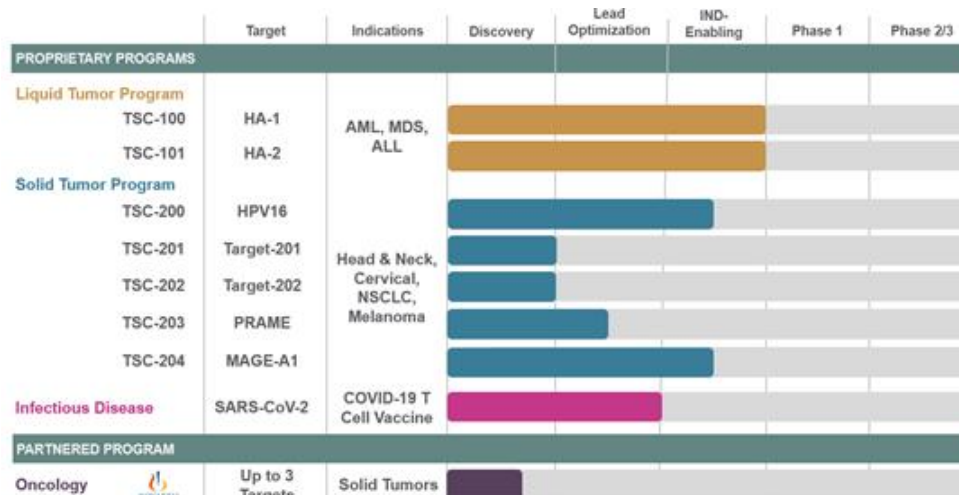 Target Indications Discovery Lead Optimization IND-Enabling Phase 1 Phase 2/3
PROPRIETARY PROGRAMS
Liquid Tumor Program
TSC-100 HA-1
AML, MDS,
ALL
TSC-101 HA-2
Solid Tumor Program
TSC-200 HPV16
TSC-201 Target-201
TSC-202 Target-202
Head & Neck,
Cervical,
NSCLC,
Melanoma
TSC-203 PRAME
TSC-204 MAGE-A1
Infectious Disease SARS-CoV-2 COVID-19 T
Cell Vaccine
PARTNERED PROGRAM
Oncology Up to 3
Targets Solid Tumors